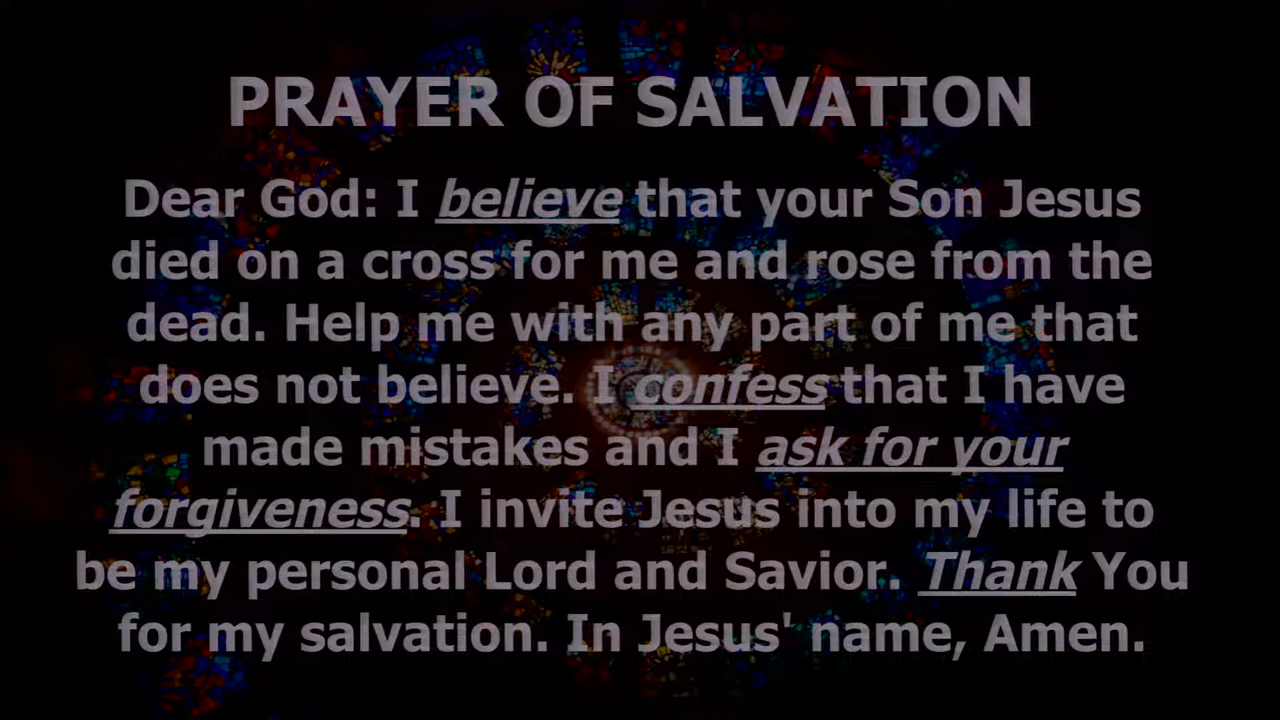 PRAYER OF SALVATION
Dear God: I believe that your Son Jesus
died on a cross for me and rose from the
dead. Help me with any part of me that
does not believe. I confess that I have
made mistakes and I ask for your
forgiveness. I invite Jesus into my life to
be my personal Lord and Savior. Thank You
for my salvation. In Jesus' name, Amen.